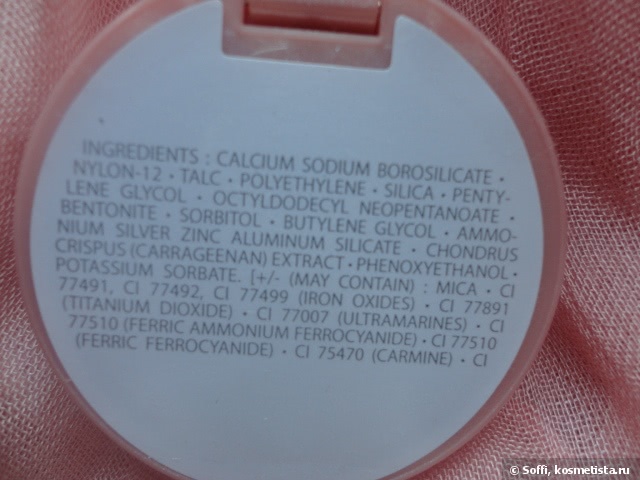 INGREDIENTS : CALCIUM SODIUM BOROSILICATE •
NYLON-12 • TALC • POLYETHYLENE • SILICA • PENTY-
LENE GLYCOL • OCTYLDODECYL NEOPENTANOATE •
BENTONITE • SORBITOL • BUTYLENE GLYCOL • AMMO-
NIUM SILVER ZINC ALUMINUM SILICATE • CHONDRUS
CRISPUS (CARRAGEENAN) EXTRACT • PHENOXYETHANOL •
POTASSIUM SORBATE. [+/- (MAY CONTAIN) : MICA • CI
77491, CI 77492, CI 77499 (IRON OXIDES) • CI 77891
(TITANIUM DIOXIDE) • CI 77007 (ULTRAMARINES) • CI
77510 (FERRIC AMMONIUM FERROCYANIDE) • CI 77510
(FERRIC FERROCYANIDE) • CI 75470 (CARMINE) • CI
© Soffi, kosmetista.ru